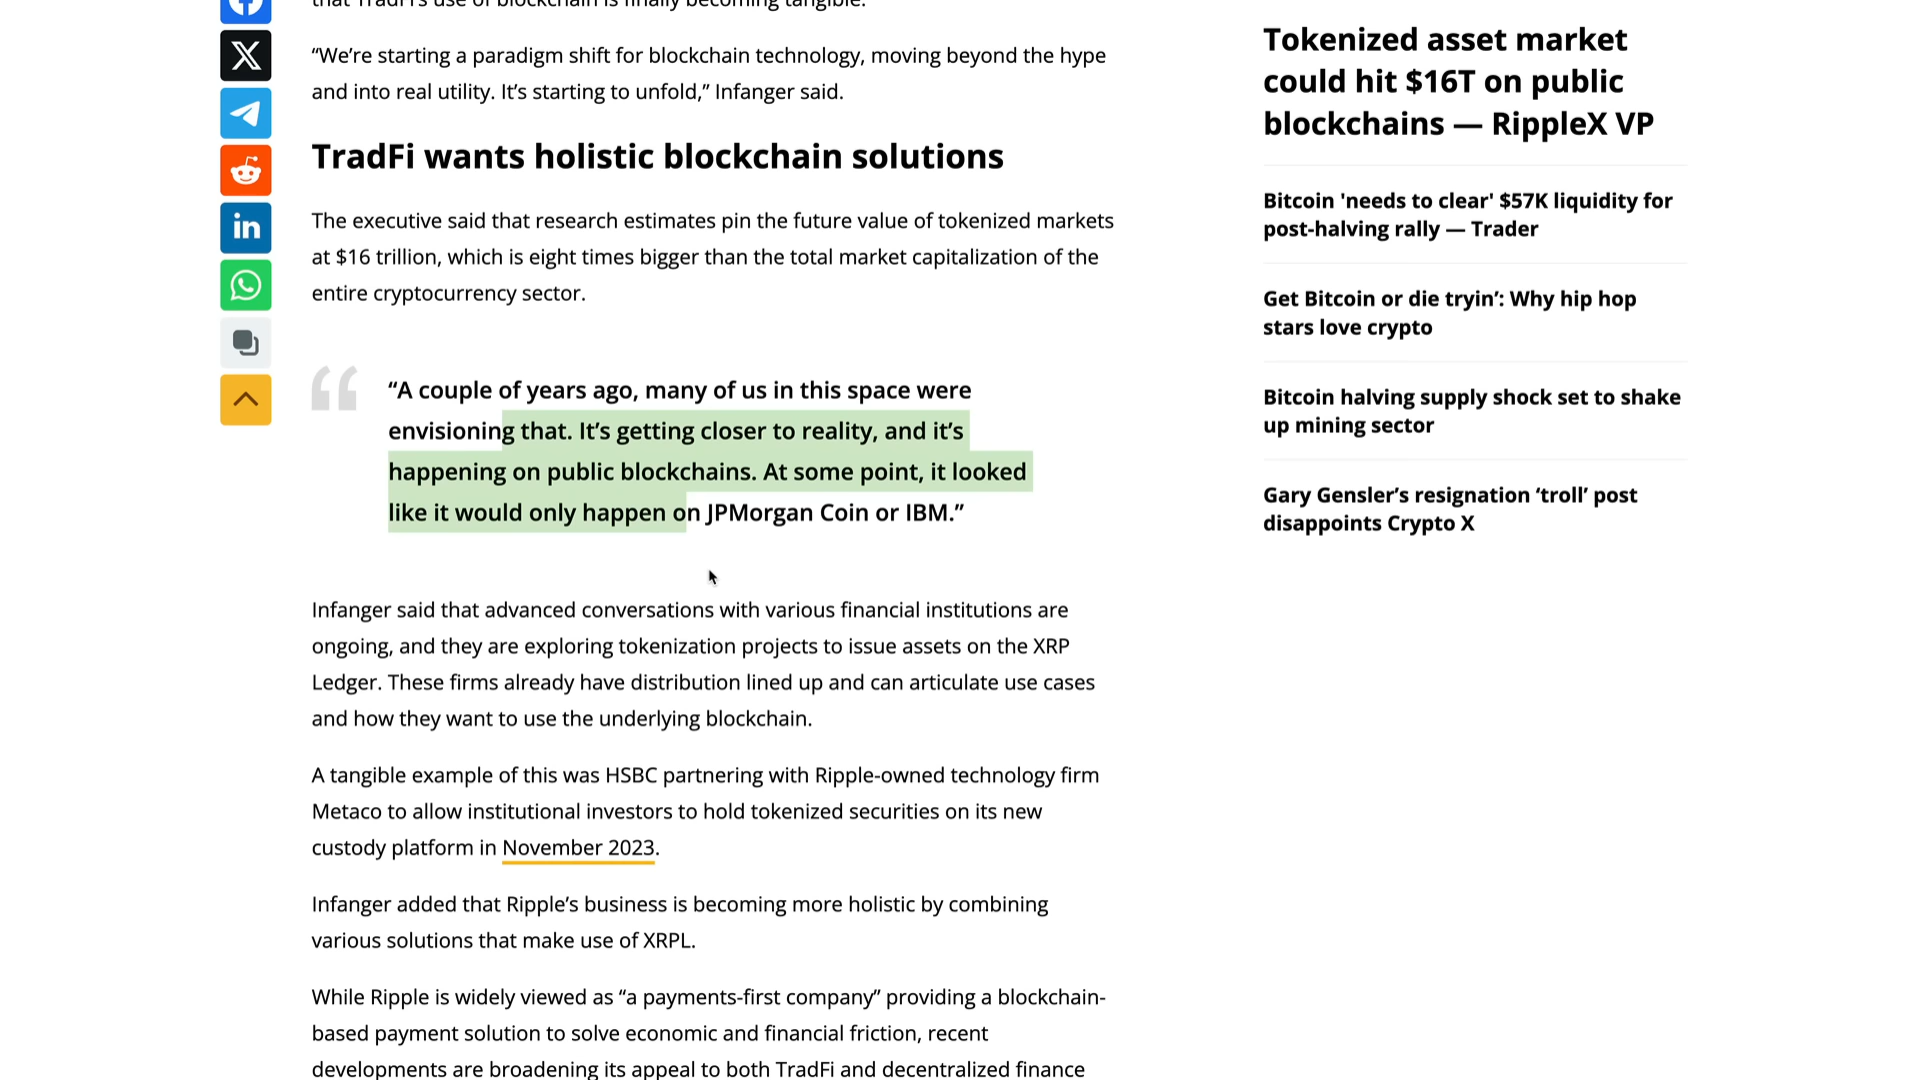 that TradFi's use of blockchain is finally becoming tangible.
“We’re starting a paradigm shift for blockchain technology, moving beyond the hype
and into real utility. It’s starting to unfold,” Infanger said.
TradFi wants holistic blockchain solutions
The executive said that research estimates pin the future value of tokenized markets
at $16 trillion, which is eight times bigger than the total market capitalization of the
entire cryptocurrency sector.
“A couple of years ago, many of us in this space were
envisioning that. It’s getting closer to reality, and it’s
happening on public blockchains. At some point, it looked
like it would only happen on JPMorgan Coin or IBM.”
Infanger said that advanced conversations with various financial institutions are
ongoing, and they are exploring tokenization projects to issue assets on the XRP
Ledger. These firms already have distribution lined up and can articulate use cases
and how they want to use the underlying blockchain.
A tangible example of this was HSBC partnering with Ripple-owned technology firm
Metaco to allow institutional investors to hold tokenized securities on its new
custody platform in November 2023.
Infanger added that Ripple’s business is becoming more holistic by combining
various solutions that make use of XRPL.
While Ripple is widely viewed as “a payments-first company” providing a blockchain-
based payment solution to solve economic and financial friction, recent
developments are broadening its appeal to both TradFi and decentralized finance
Tokenized asset market
could hit $16T on public
blockchains — RippleX VP
Bitcoin 'needs to clear' $57K liquidity for
post-halving rally — Trader
Get Bitcoin or die tryin’: Why hip hop
stars love crypto
Bitcoin halving supply shock set to shake
up mining sector
Gary Gensler’s resignation ‘troll’ post
disappoints Crypto X